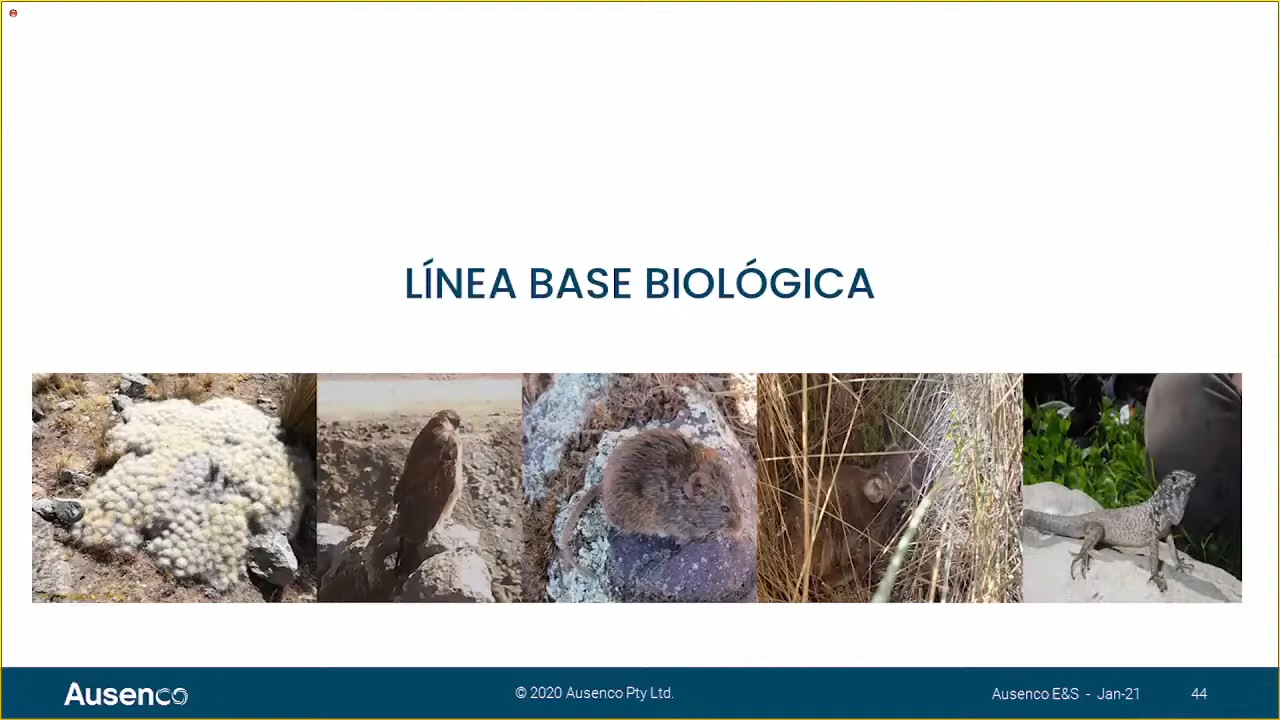 LÍNEA BASE BIOLÓGICA
Ausenco
© 2020 Ausenco Pty Ltd.
Ausenco E&S - Jan-21
44